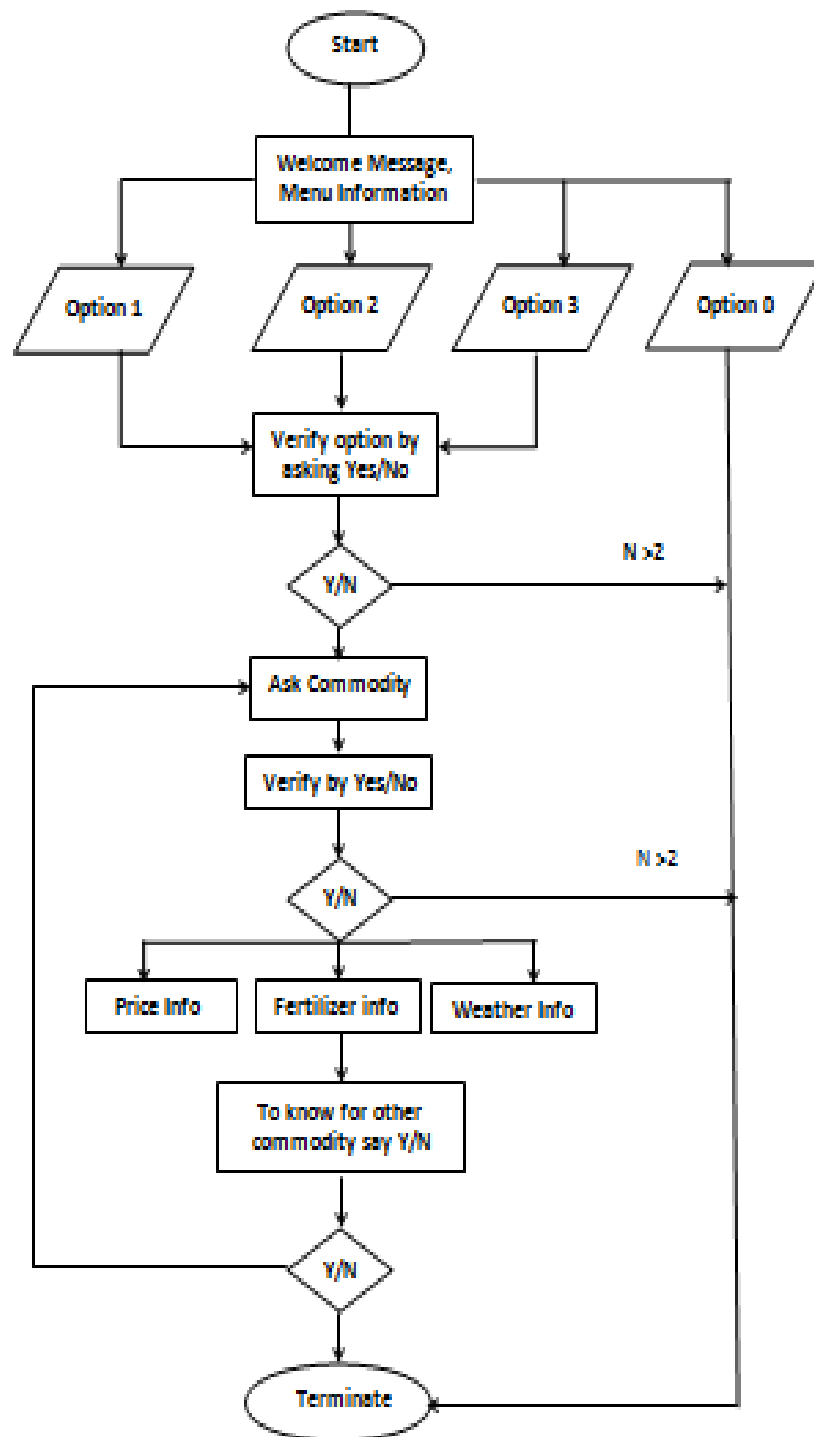 Start
Welcome Message,
Menu Information
Option 1
Option 2
Option 3
Option 0
Verify option by
asking Yes/No
N >2
Y/N
Ask Commodity
Verify by Yes/No
N >2
Y/N
Price Info
Fertilizer info
Weather Info
To know for other
commodity say Y/N
Y/N
Terminate